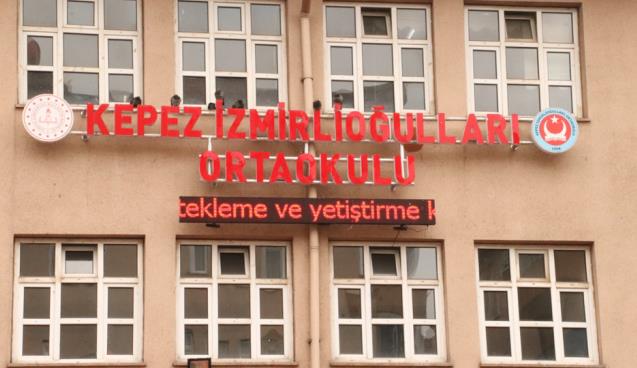 KEPEZ İZMİRLİOĞULLARI
ORTAOKULU
tekleme ve yetiştirme k